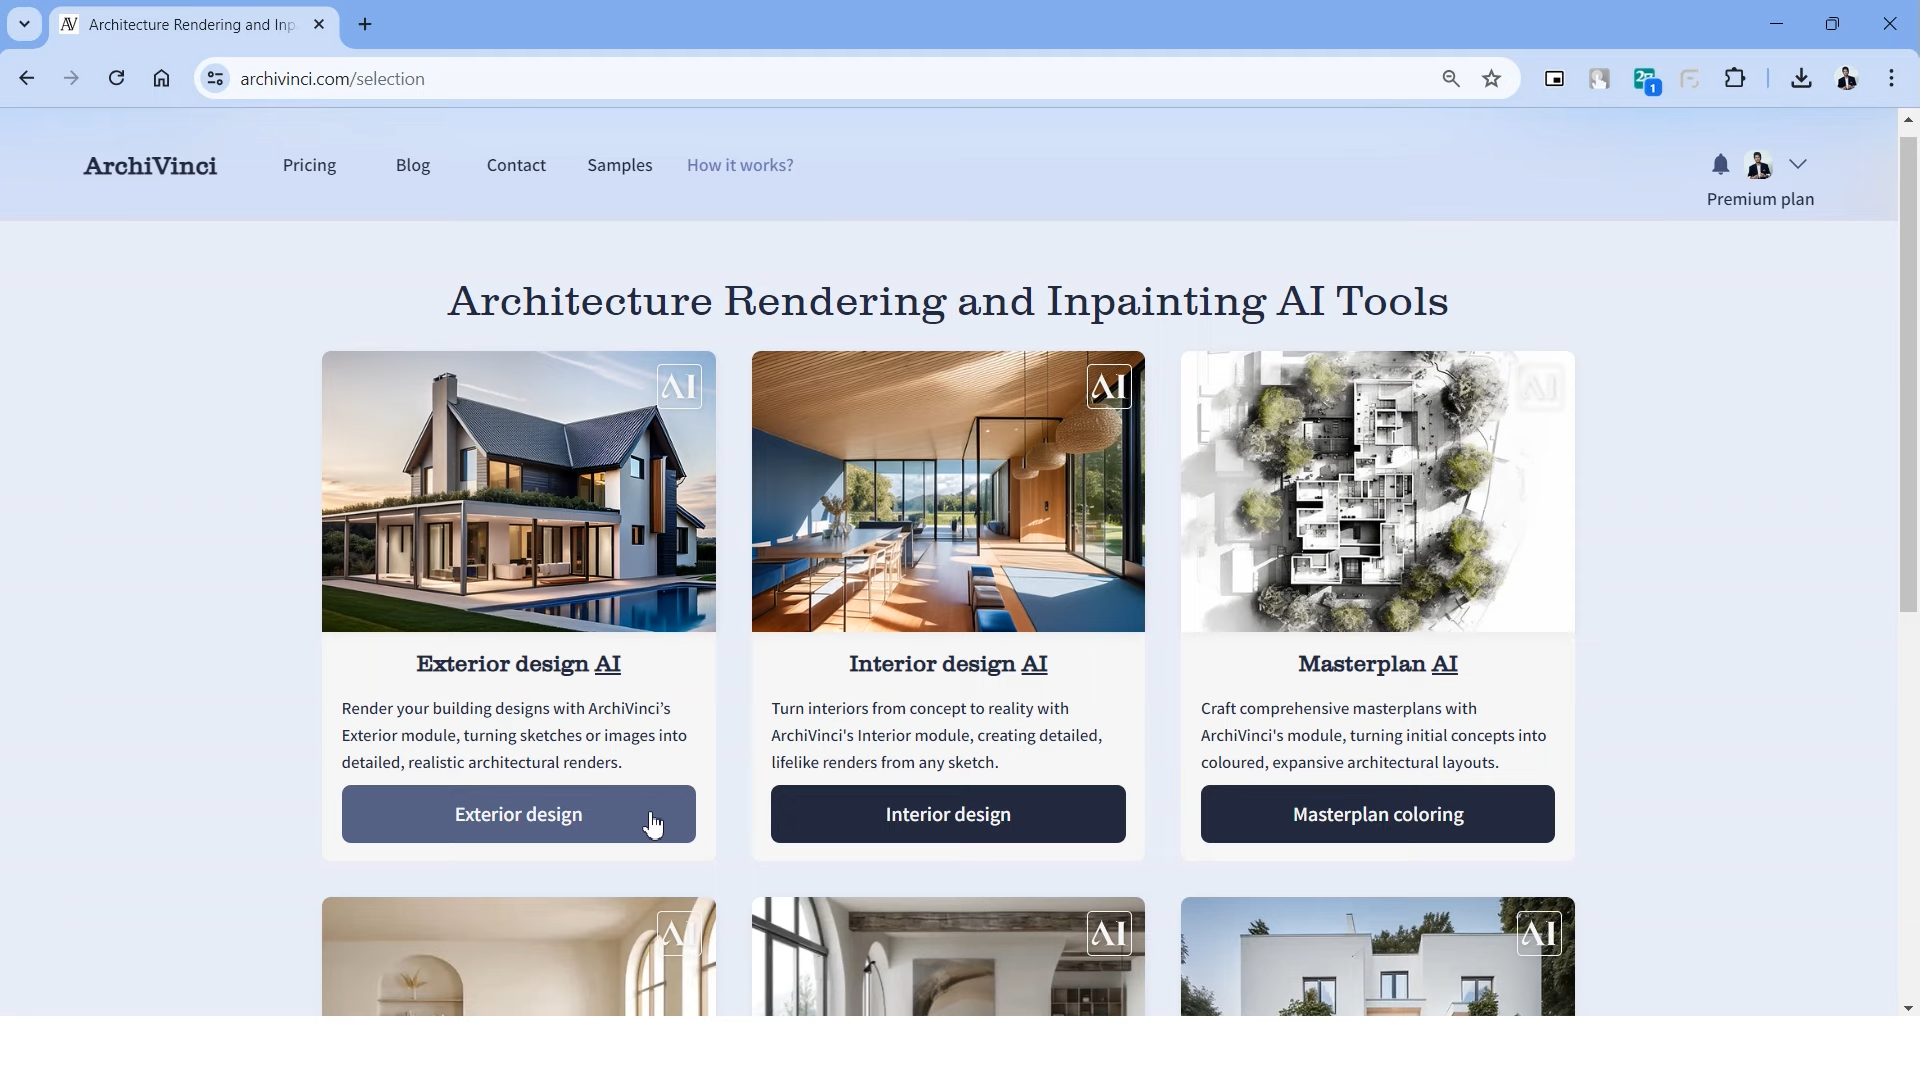 AV Architecture Rendering and Inp
archivinci.com/selection
1
ArchiVinci
Pricing
Blog
Contact
Samples
How it works?
Premium plan
Architecture Rendering and Inpainting AI Tools
AI
AI
AI
Exterior design AI
Render your building designs with ArchiVinci’s
Exterior module, turning sketches or images into
detailed, realistic architectural renders.
Exterior design
Interior design AI
Turn interiors from concept to reality with
ArchiVinci's Interior module, creating detailed,
lifelike renders from any sketch.
Interior design
Masterplan AI
Craft comprehensive masterplans with
ArchiVinci's module, turning initial concepts into
coloured, expansive architectural layouts.
Masterplan coloring
AI
AI
AI